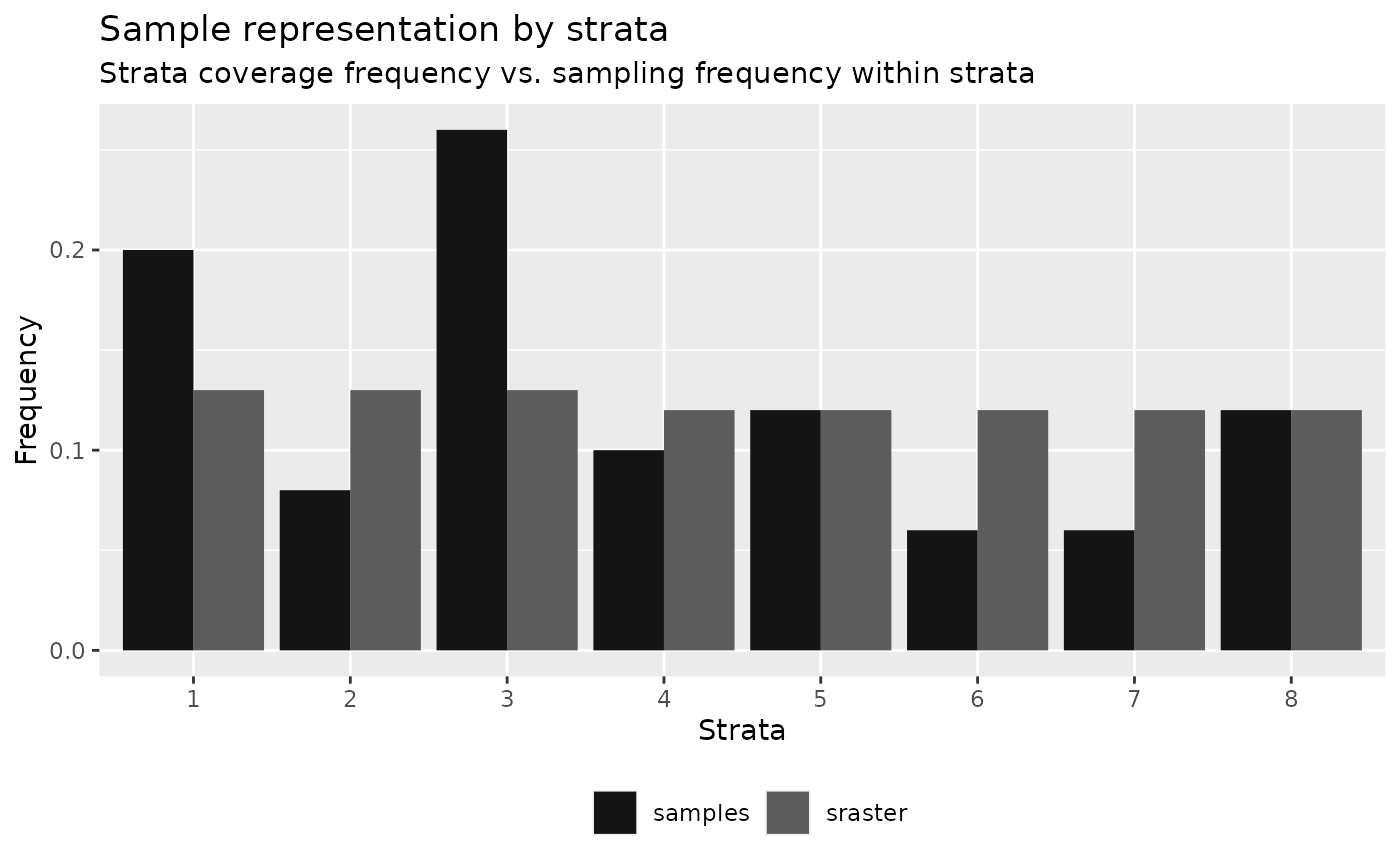 Sample representation by strata
Strata coverage frequency vs. sampling frequency within strata
Frequency
0.2
0.1
0.0
1 2 3 4 5 6 7 8
Strata
samples sraster